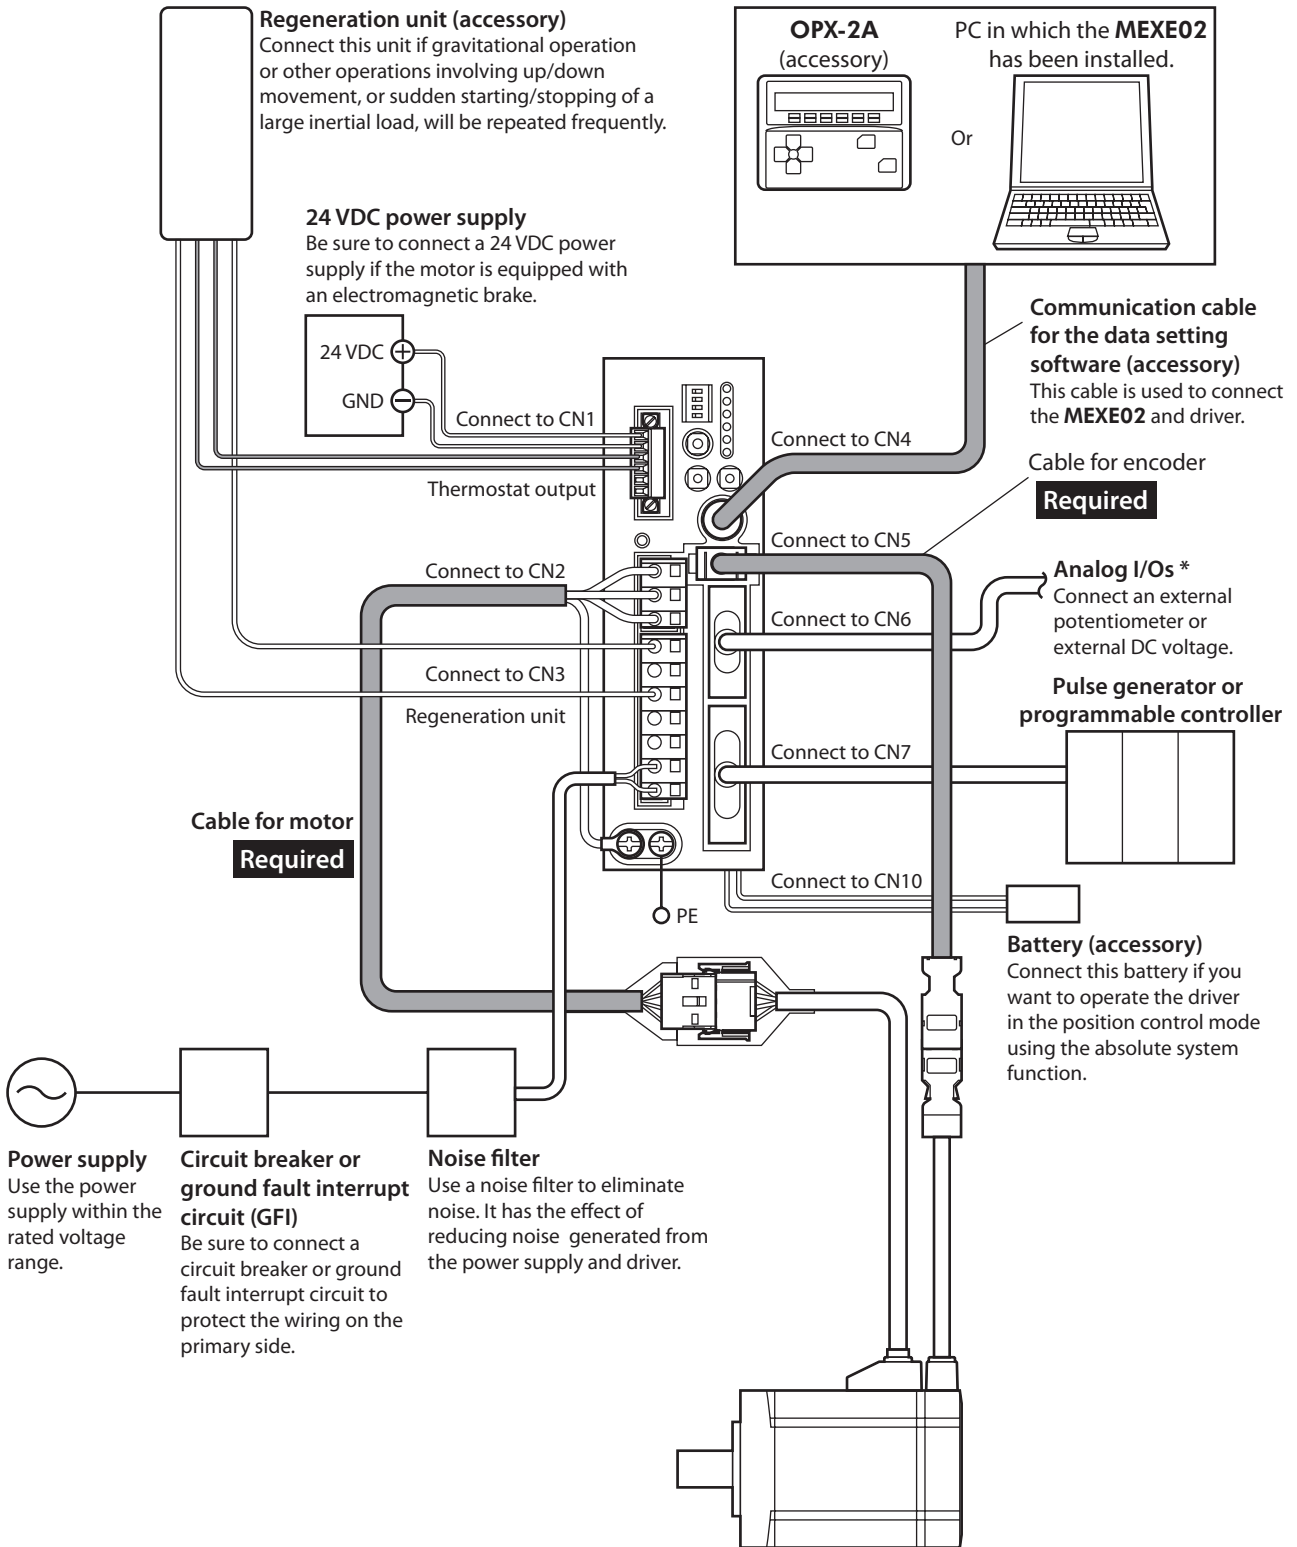 Regeneration unit (accessory)
Connect this unit if gravitational operation
or other operations involving up/down
movement, or sudden starting/stopping of a
large inertial load, will be repeated frequently.
OPX-2A
(accessory)
Or
PC in which the MEXE02
has been installed.
24 VDC power supply
Be sure to connect a 24 VDC power
supply if the motor is equipped with
an electromagnetic brake.
24 VDC
GND
Connect to CN1
Thermostat output
Communication cable
for the data setting
software (accessory)
This cable is used to connect
the MEXE02 and driver.
Connect to CN4
Cable for encoder
Required
Connect to CN5
Connect to CN2
Analog I/Os *
Connect an external
potentiometer or
external DC voltage.
Connect to CN6
Connect to CN3
Regeneration unit
Pulse generator or
programmable controller
Connect to CN7
Cable for motor
Required
Connect to CN10
PE
Battery (accessory)
Connect this battery if you
want to operate the driver
in the position control mode
using the absolute system
function.
Power supply
Use the power
supply within the
rated voltage
range.
Circuit breaker or
ground fault interrupt
circuit (GFI)
Be sure to connect a
circuit breaker or ground
fault interrupt circuit to
protect the wiring on the
primary side.
Noise filter
Use a noise filter to eliminate
noise. It has the effect of
reducing noise generated from
the power supply and driver.